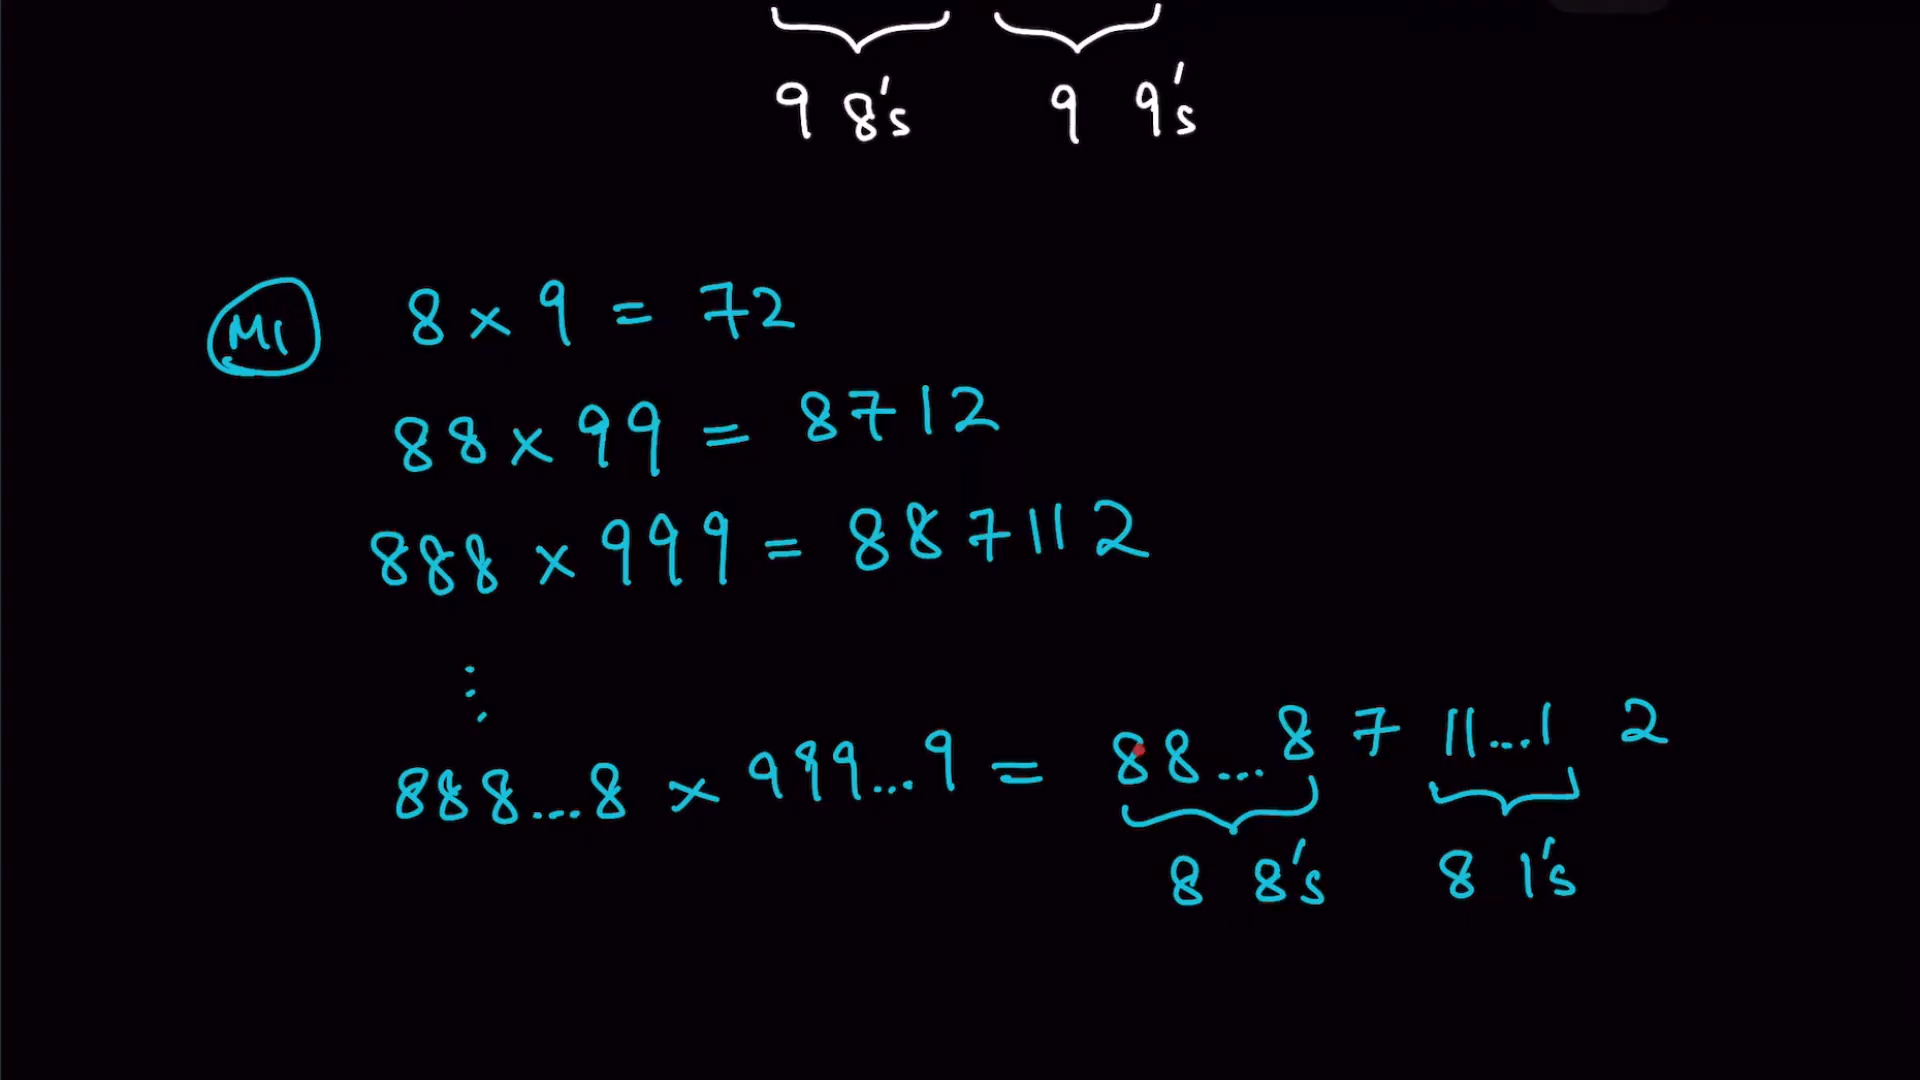 9 8's 9 9's
M1 8 × 9 = 72
88 × 99 = 8712
888 × 999 = 887112
⋮
888...8 × 999...9 = 88...8 7 11...1 2
8 8's 8 1's